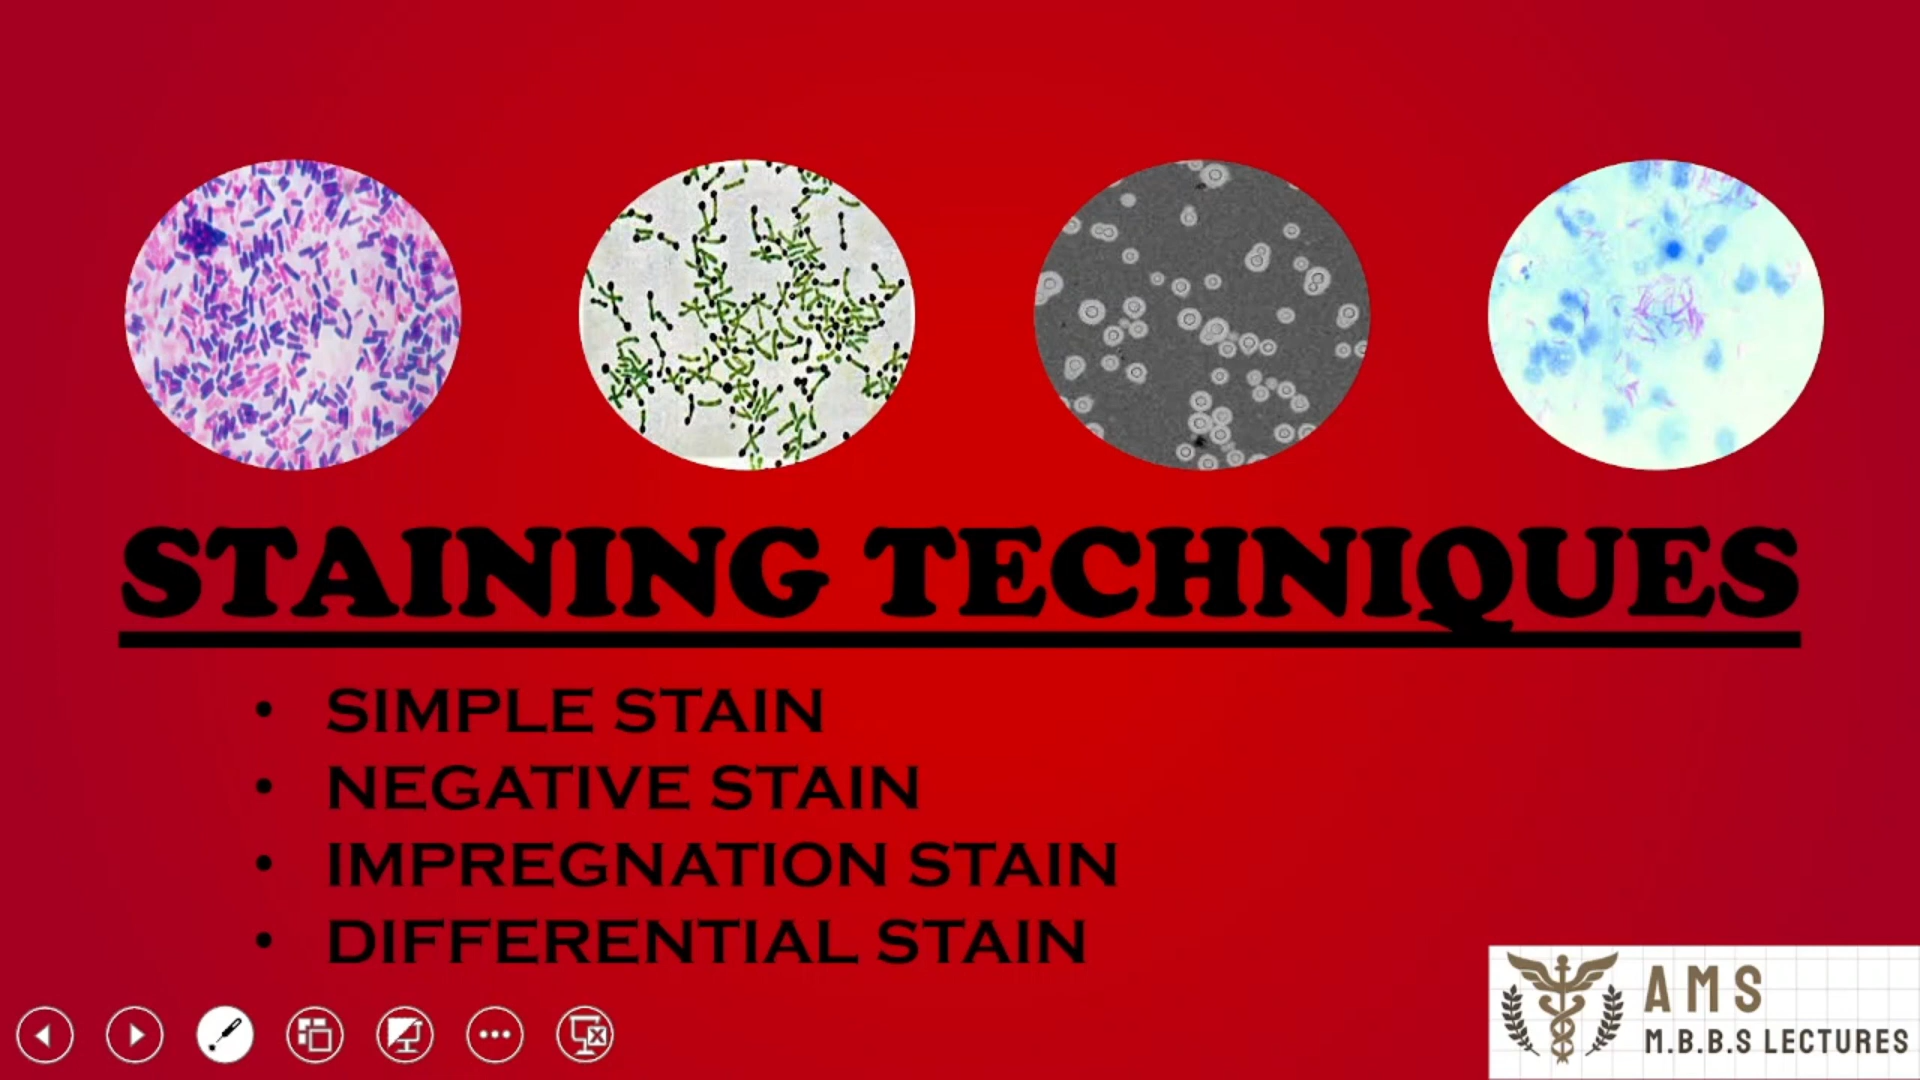 STAINING TECHNIQUES
• SIMPLE STAIN
• NEGATIVE STAIN
• IMPREGNATION STAIN
• DIFFERENTIAL STAIN
AMS
M.B.B.S LECTURES